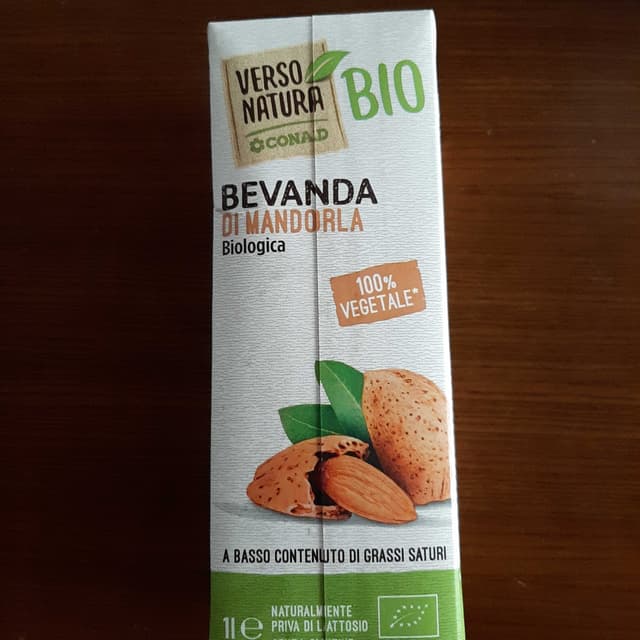 VERSO
NATURA
CONAD
BIO
BEVANDA
DI MANDORLA
Biologica
100%
VEGETALE*
A BASSO CONTENUTO DI GRASSI SATURI
NATURALMENTE
1l e PRIVA DI LATTOSIO